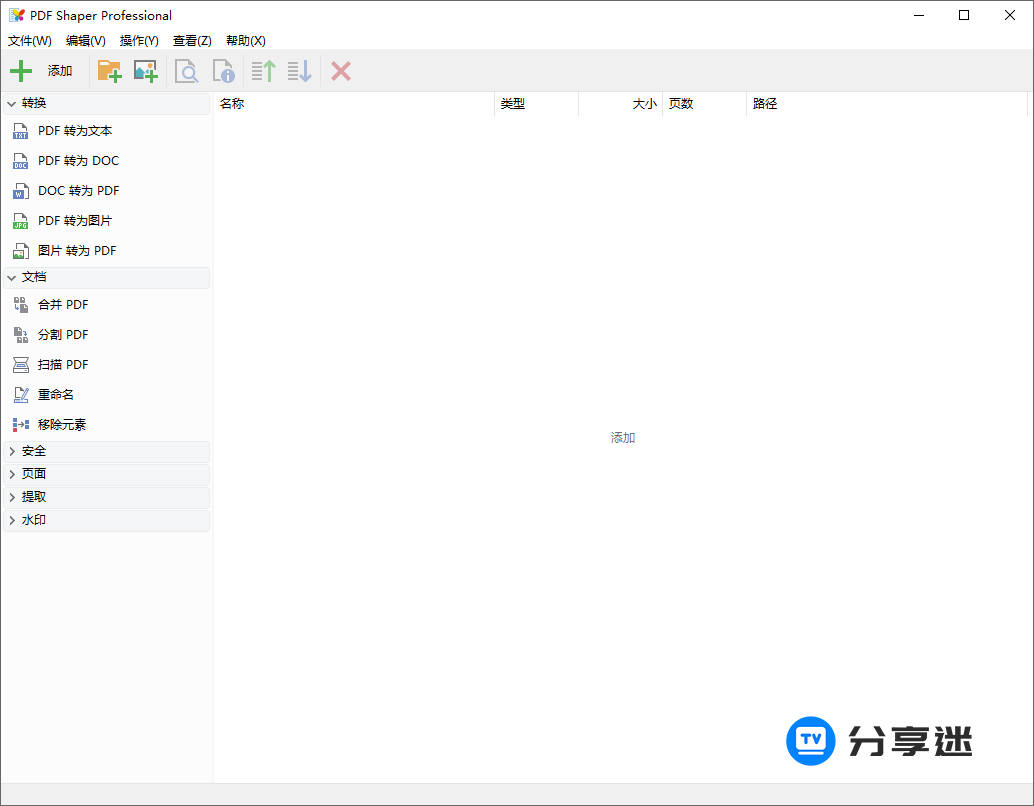 PDF Shaper Professional
文件(W) 编辑(V) 操作(Y) 查看(Z) 帮助(X)
添加
转换
名称 类型 大小 页数 路径
TXT PDF 转为文本
DOC PDF 转为 DOC
W DOC 转为 PDF
JPG PDF 转为图片
图片 转为 PDF
文档
合并 PDF
分割 PDF
扫描 PDF
重命名
移除元素
添加
安全
页面
提取
水印
TV 分享迷